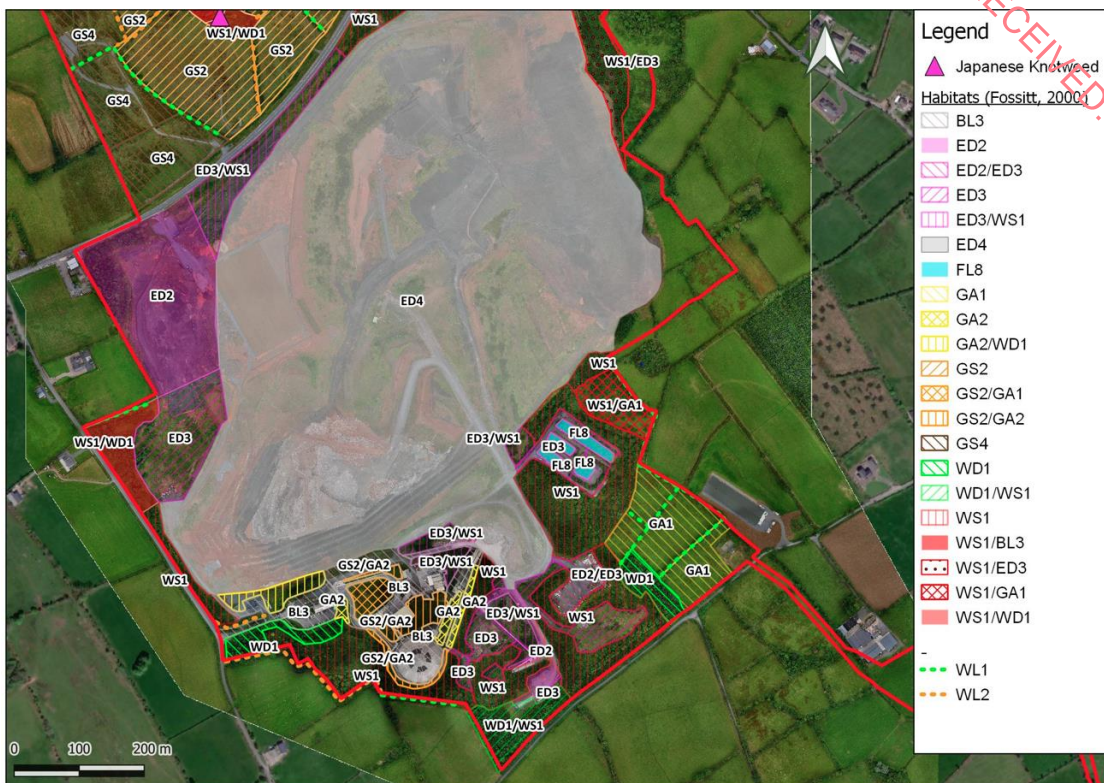 GS2
WS1
GS4
WS1/WD1
GS2
GS2
WS1/ED3
GS4
GS4
ED3/WS1
ED2
ED4
WS1
WS1/GA1
WS1/WD1
ED3
ED3/WS1
FL8
ED3
FL8
FL8
WS1
GA1
ED3/WS1
GS2/GA2
ED3/WS1
WS1
ED2/ED3
GA1
WS1
BL3
GA2
WD1
BL3
GA2
GA2
WS1
GS2/GA2
ED3/WS1
WD1
BL3
ED3
GS2/GA2
ED2
WS1
ED3
WS1
ED3
WD1/WS1
0 100 200 m
RECEIVED.
Legend
Japanese Knotweed
Habitats (Fossitt, 2000)
BL3
ED2
ED2/ED3
ED3
ED3/WS1
ED4
FL8
GA1
GA2
GA2/WD1
GS2
GS2/GA1
GS2/GA2
GS4
WD1
WD1/WS1
WS1
WS1/BL3
WS1/ED3
WS1/GA1
WS1/WD1
-
WL1
WL2